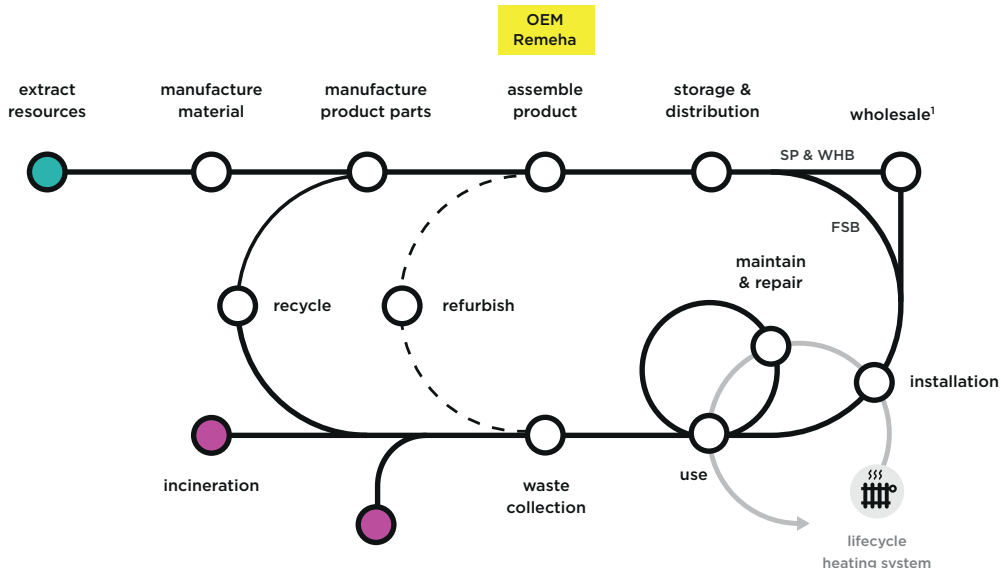 OEM
Remeha
extract
resources
manufacture
material
manufacture
product parts
assemble
product
storage &
distribution
wholesale¹
SP & WHB
FSB
maintain
& repair
recycle
refurbish
installation
incineration
waste
collection
use
lifecycle
heating system